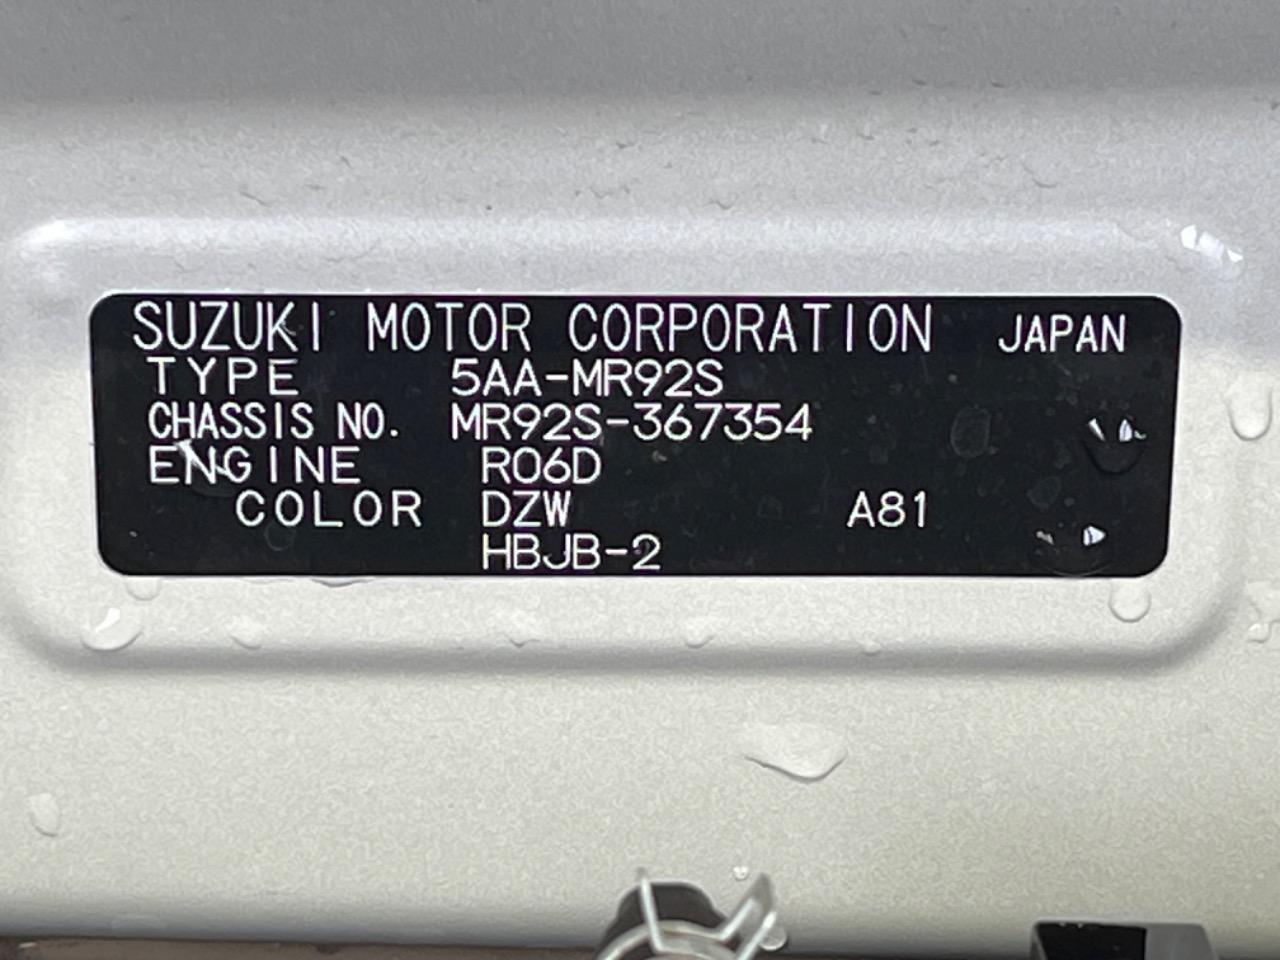 SUZUKI MOTOR CORPORATION JAPAN
TYPE 5AA-MR92S
CHASSIS NO. MR92S-367354
ENGINE R06D
COLOR DZW A81
HBJB-2